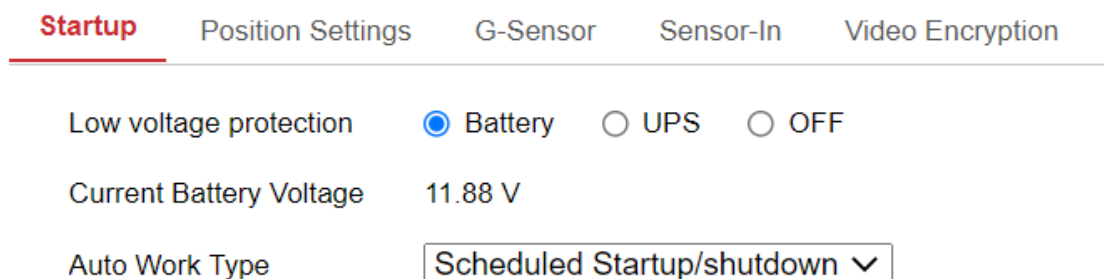 Startup Position Settings G-Sensor Sensor-In Video Encryption
Low voltage protection Battery UPS OFF
Current Battery Voltage 11.88 V
Auto Work Type Scheduled Startup/shutdown